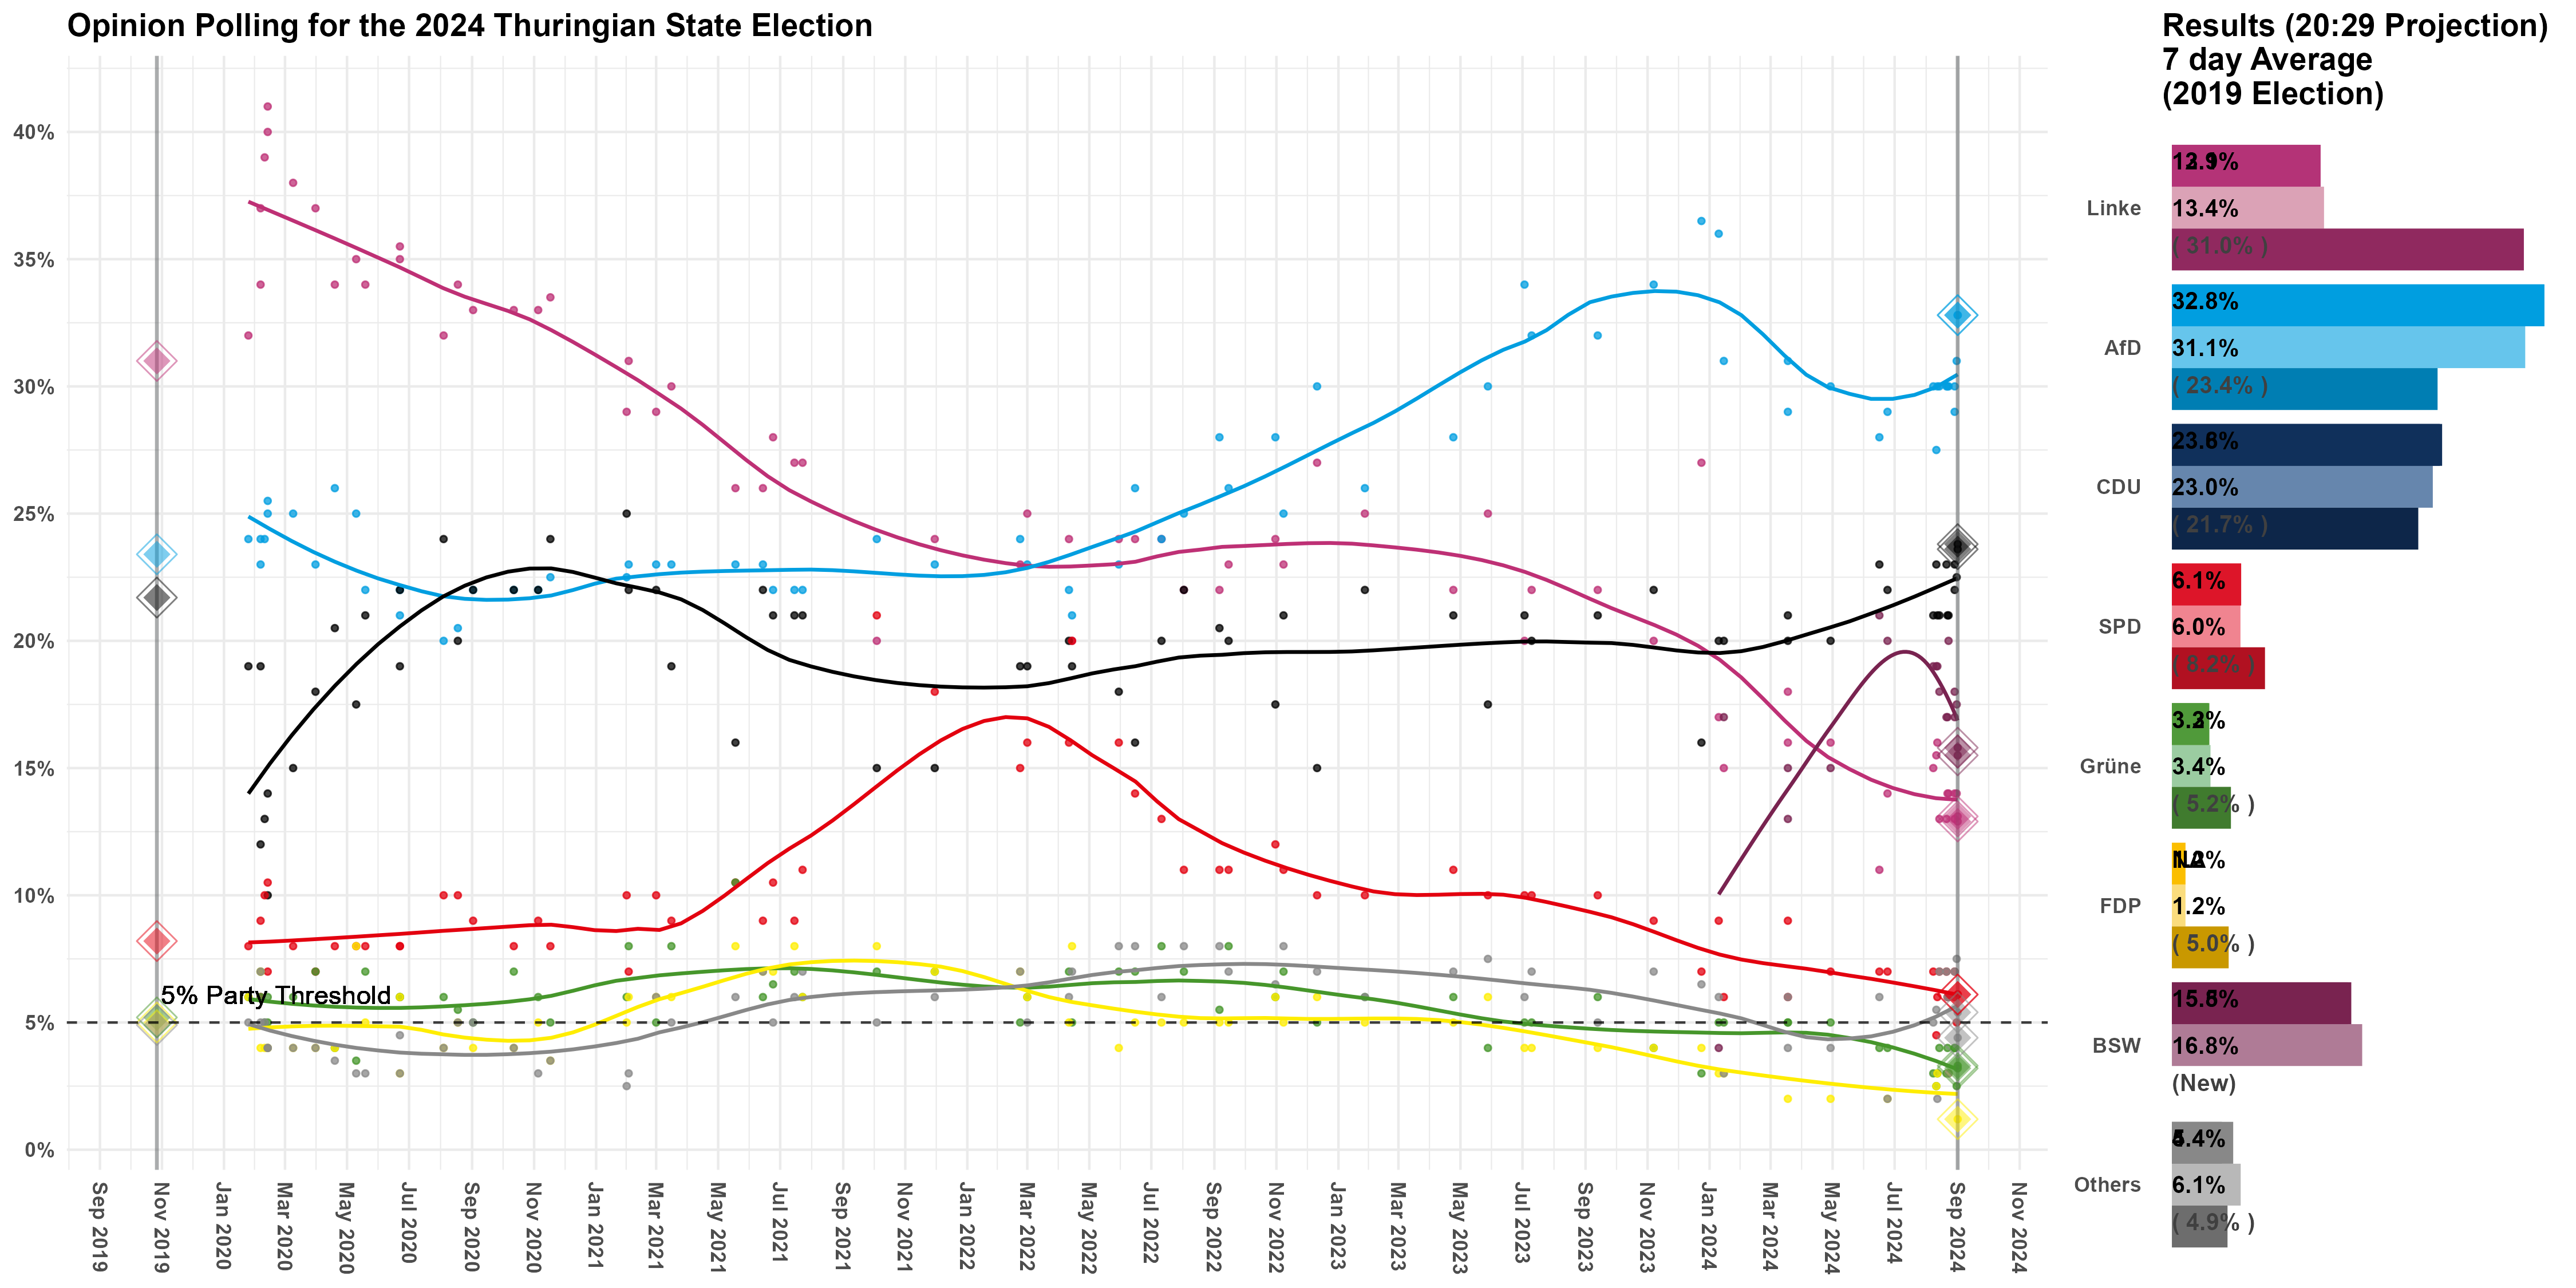 Opinion Polling for the 2024 Thuringian State Election
Results (20:29 Projection)
7 day Average
(2019 Election)
40%
35%
30%
25%
20%
15%
10%
5%
0%
5% Party Threshold
Sep 2019
Nov 2019
Jan 2020
Mar 2020
May 2020
Jul 2020
Sep 2020
Nov 2020
Jan 2021
Mar 2021
May 2021
Jul 2021
Sep 2021
Nov 2021
Jan 2022
Mar 2022
May 2022
Jul 2022
Sep 2022
Nov 2022
Jan 2023
Mar 2023
May 2023
Jul 2023
Sep 2023
Nov 2023
Jan 2024
Mar 2024
May 2024
Jul 2024
Sep 2024
Nov 2024
Linke
13.4%
( 31.0% )
AfD
32.8%
31.1%
( 23.4% )
CDU
23.0%
( 21.7% )
SPD
6.1%
6.0%
( 8.2% )
Grüne
3.4%
( 5.2% )
FDP
1.2%
( 5.0% )
BSW
16.8%
(New)
Others
6.1%
( 4.9% )